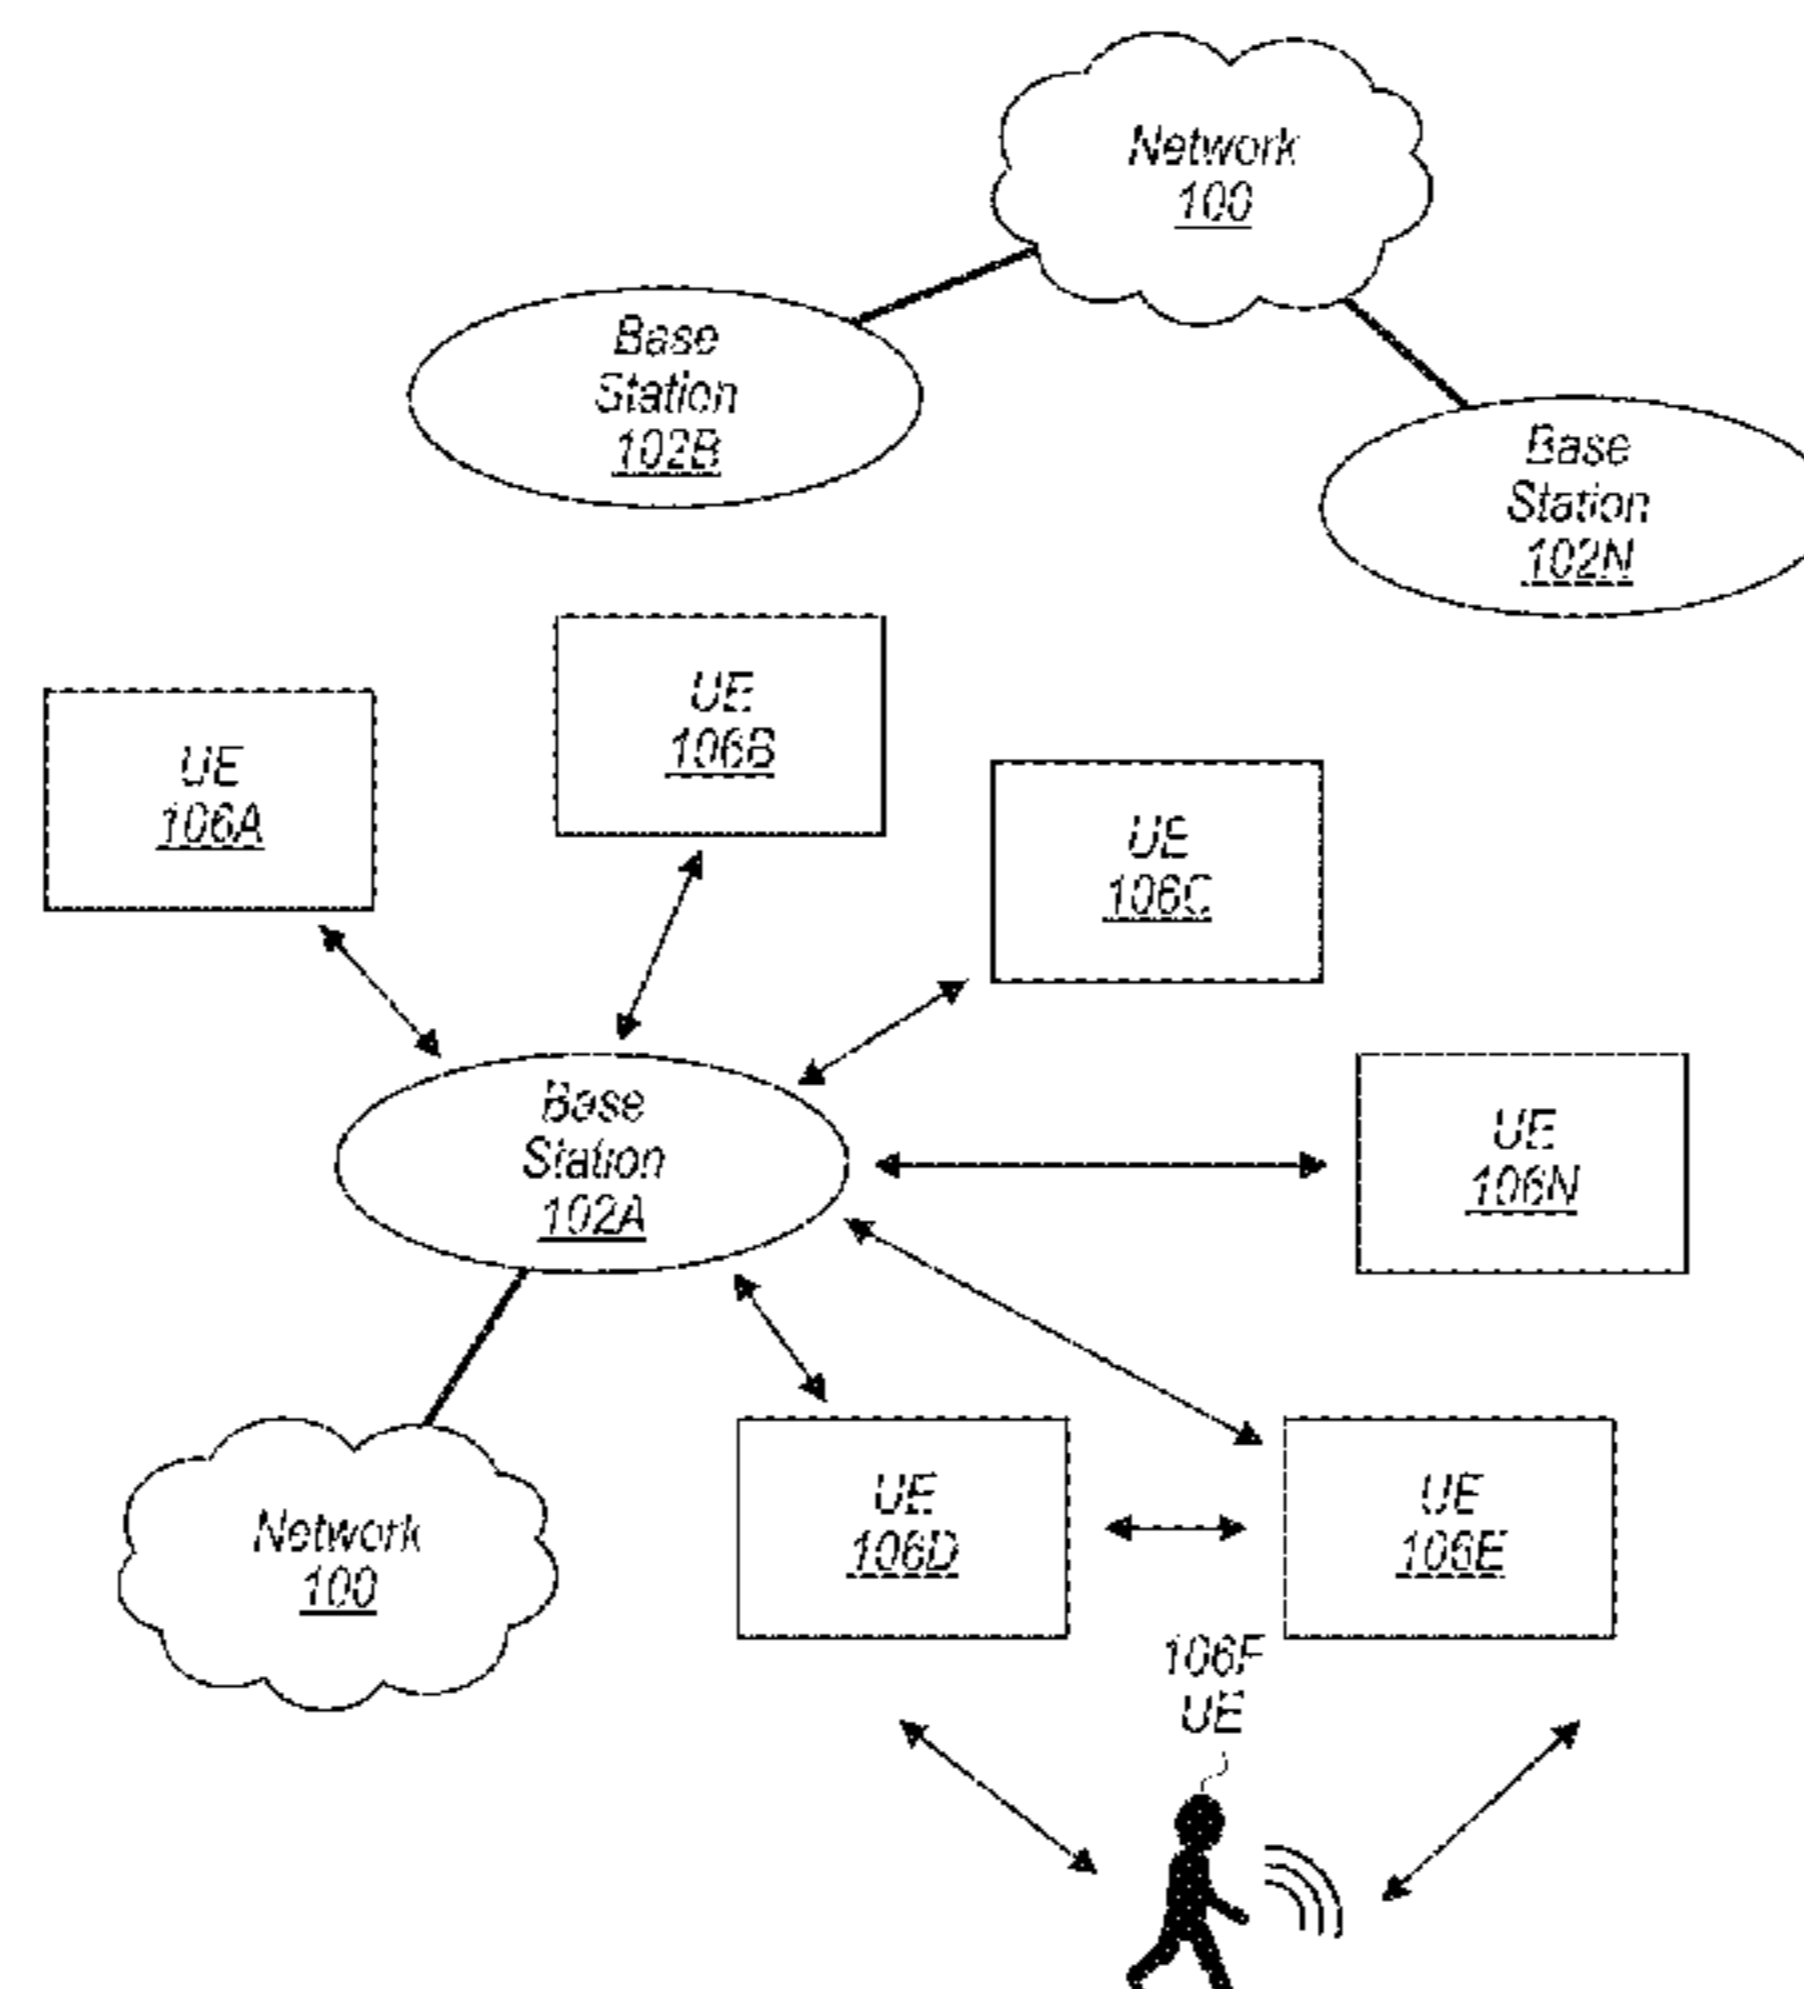 Network
100
Base
Station
102B
Base
Station
102N
UE
106B
UE
106A
UE
106C
Base
Station
102A
UE
106N
UE
106D
UE
106E
Network
100
106F
UE